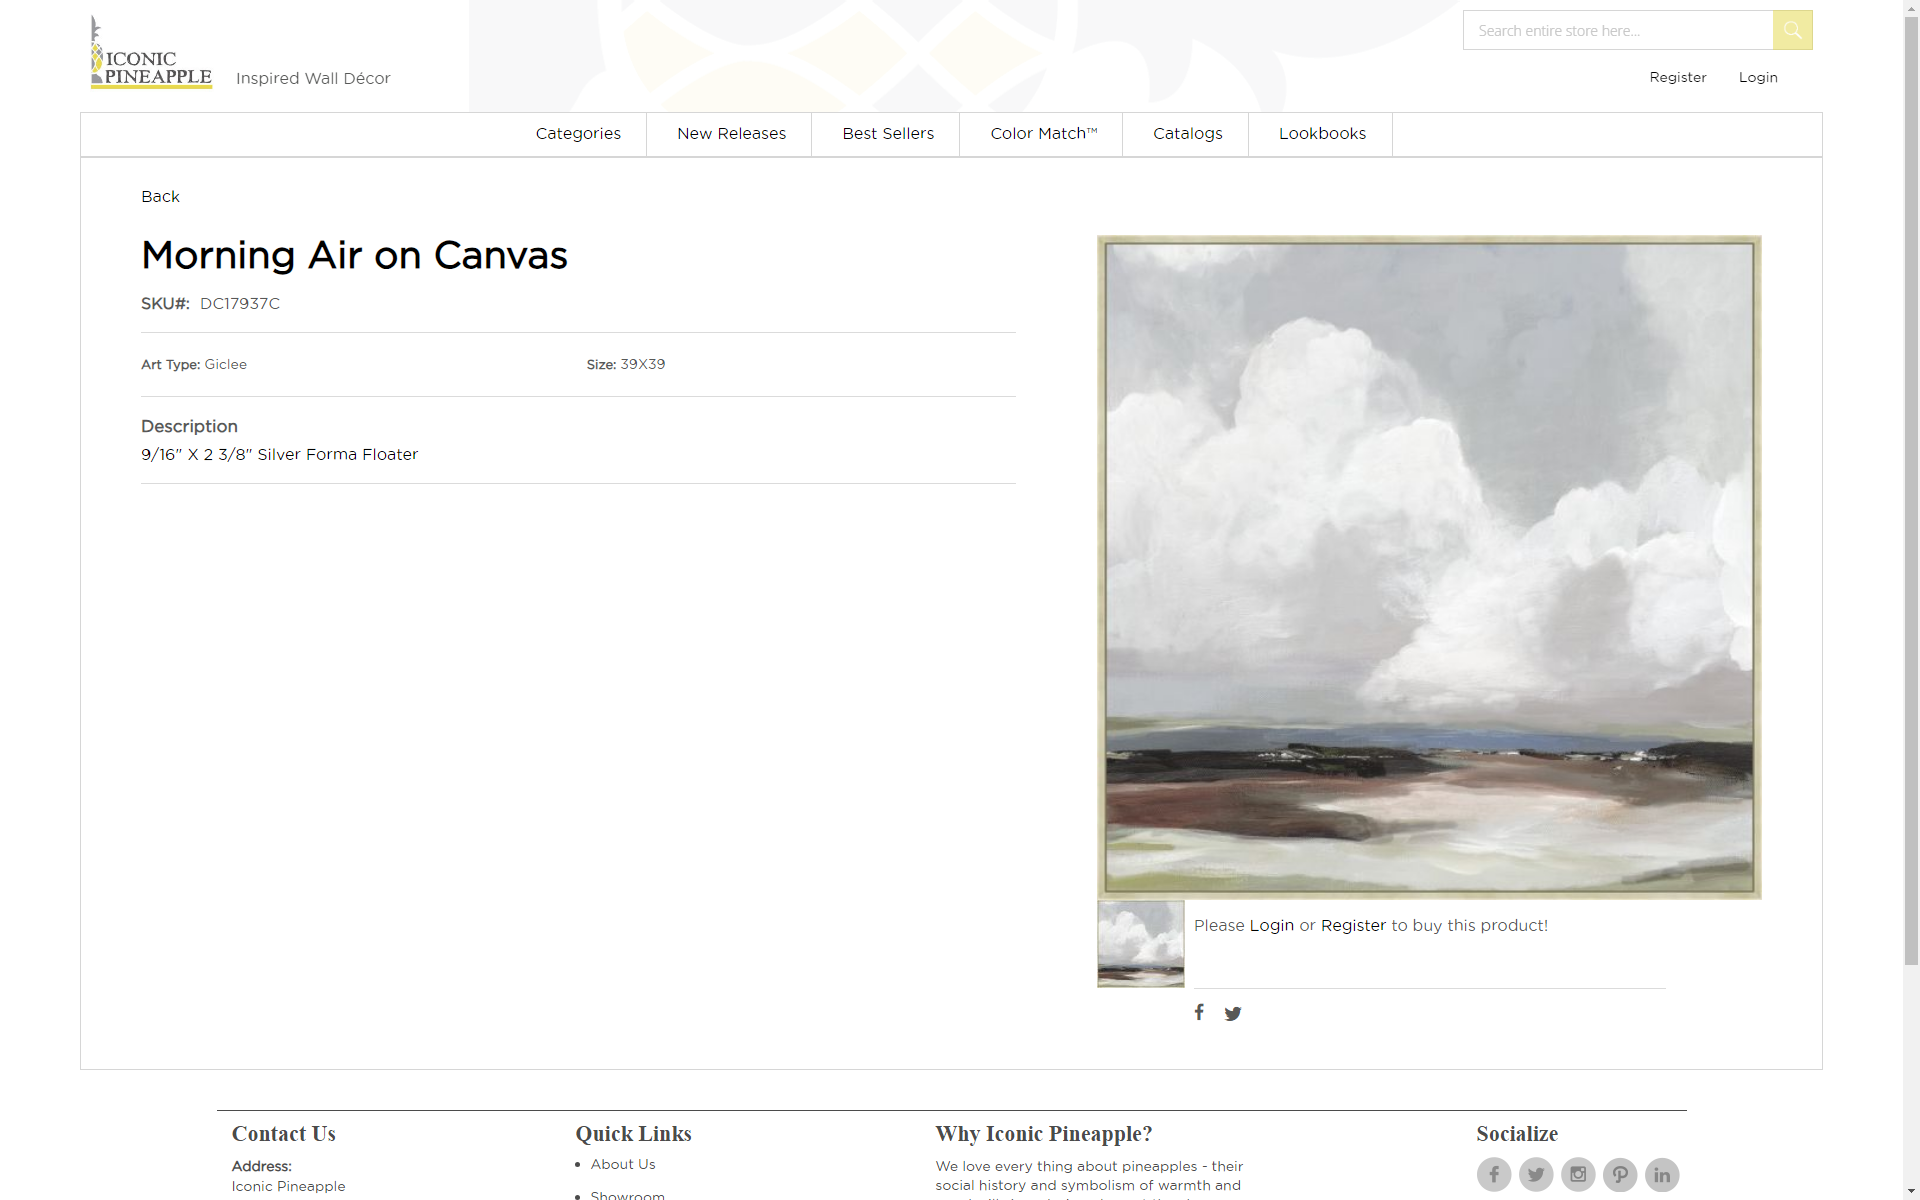 ICONIC
PINEAPPLE
Inspired Wall Décor
Search entire store here...
Register
Login
Categories
New Releases
Best Sellers
Color Match™
Catalogs
Lookbooks
Back
Morning Air on Canvas
SKU#: DC17937C
Art Type: Giclee
Size: 39X39
Description
9/16" X 2 3/8" Silver Forma Floater
Please Login or Register to buy this product!
Contact Us
Address:
Iconic Pineapple
Quick Links
About Us
Showroom
Why Iconic Pineapple?
We love every thing about pineapples - their
social history and symbolism of warmth and
Socialize